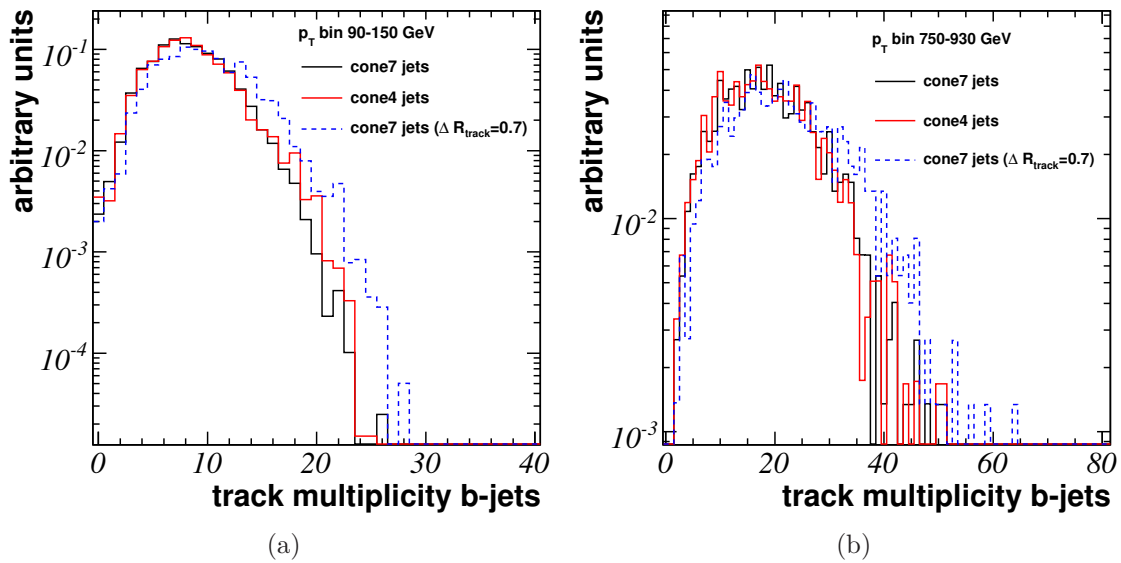 arbitrary units
10⁻¹
10⁻²
10⁻³
10⁻⁴
p_T bin 90-150 GeV
cone7 jets
cone4 jets
cone7 jets (Δ R_track=0.7)
0 10 20 30 40
track multiplicity b-jets
(a)
arbitrary units
10⁻²
10⁻³
p_T bin 750-930 GeV
cone7 jets
cone4 jets
cone7 jets (Δ R_track=0.7)
0 20 40 60 80
track multiplicity b-jets
(b)